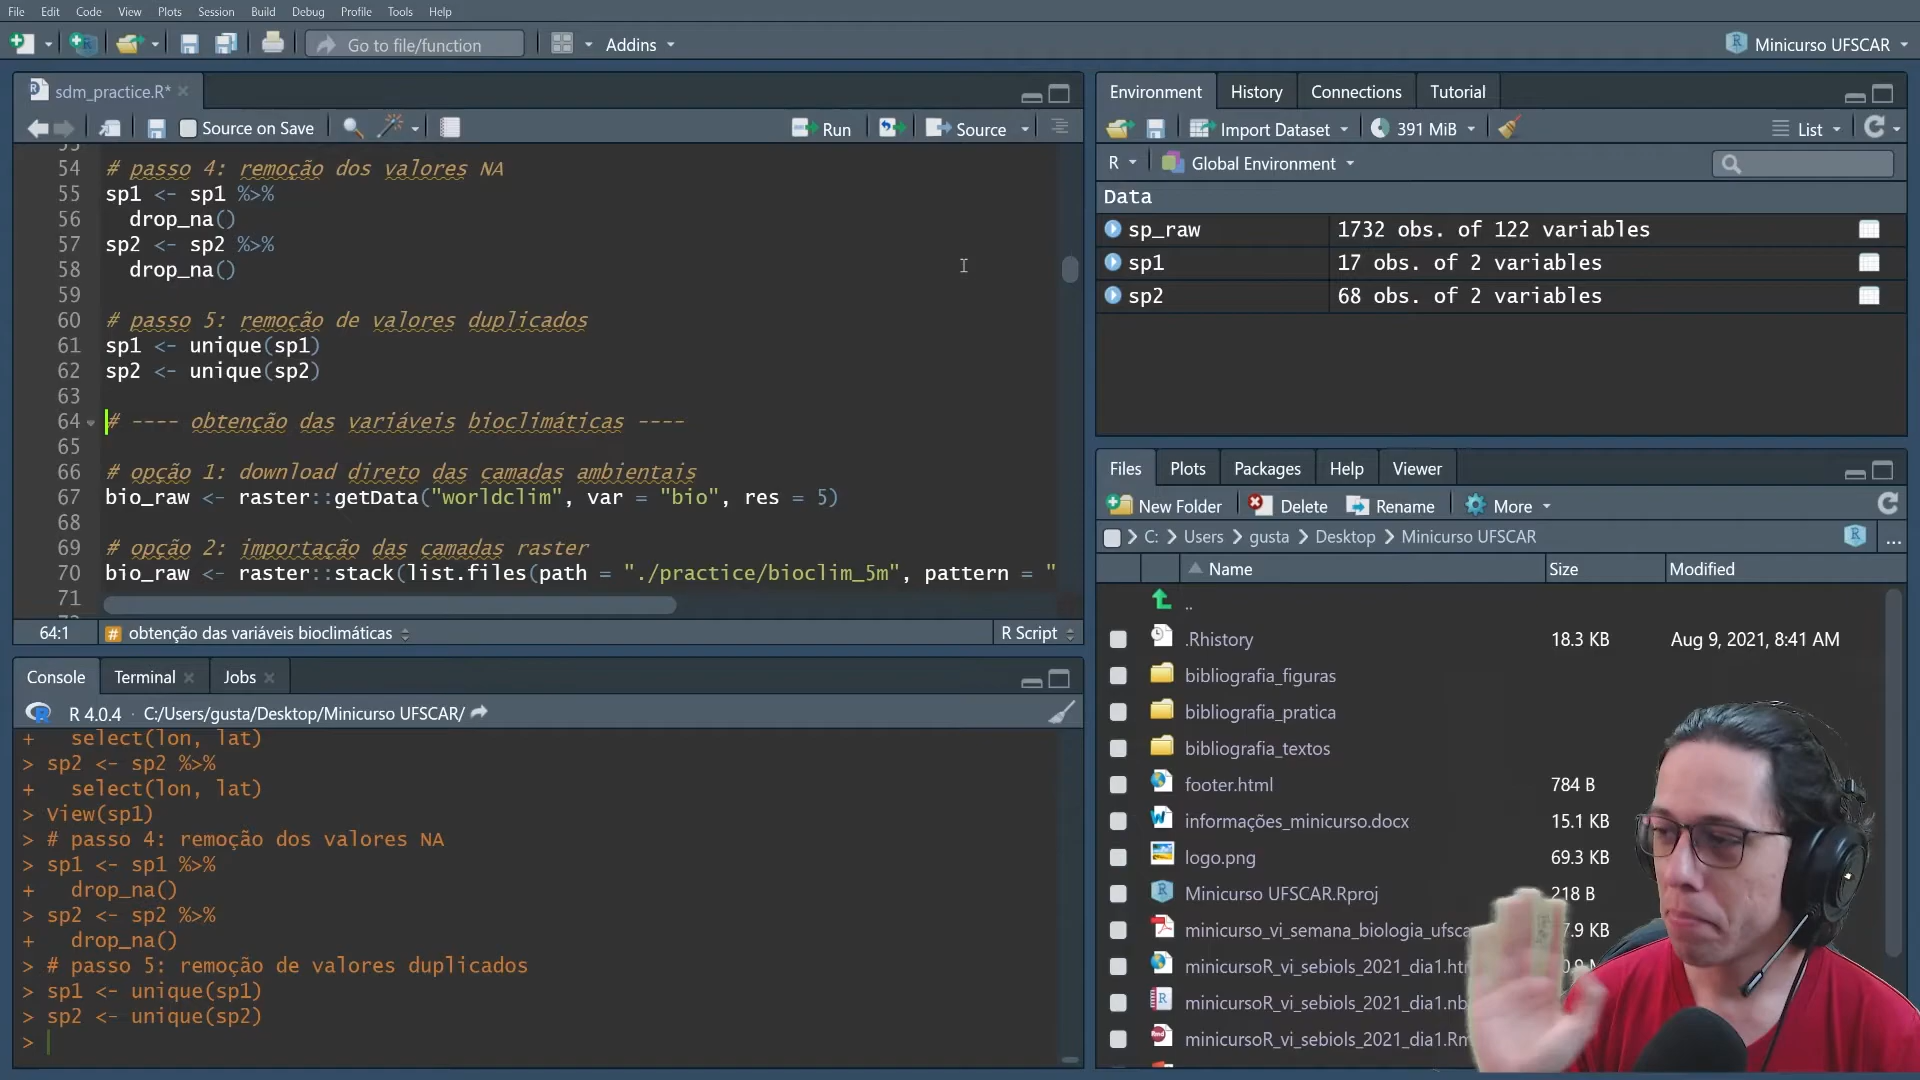 File Edit Code View Plots Session Build Debug Profile Tools Help
Go to file/function Addins Minicurso UFSCAR
sdm_practice.R*
Source on Save Run Source
54 # passo 4: remoção dos valores NA
55 sp1 <- sp1 %>%
56 drop_na()
57 sp2 <- sp2 %>%
58 drop_na()
59
60 # passo 5: remoção de valores duplicados
61 sp1 <- unique(sp1)
62 sp2 <- unique(sp2)
63
64 # ---- obtenção das variáveis bioclimáticas ----
65
66 # opção 1: download direto das camadas ambientais
67 bio_raw <- raster::getData("worldclim", var = "bio", res = 5)
68
69 # opção 2: importação das camadas raster
70 bio_raw <- raster::stack(list.files(path = "./practice/bioclim_5m", pattern = "
71
64:1 # obtenção das variáveis bioclimáticas R Script
Console Terminal Jobs
R 4.0.4 · C:/Users/gusta/Desktop/Minicurso UFSCAR/
+ select(lon, lat)
> sp2 <- sp2 %>%
+ select(lon, lat)
> View(sp1)
> # passo 4: remoção dos valores NA
> sp1 <- sp1 %>%
+ drop_na()
> sp2 <- sp2 %>%
+ drop_na()
> # passo 5: remoção de valores duplicados
> sp1 <- unique(sp1)
> sp2 <- unique(sp2)
>
Environment History Connections Tutorial
Import Dataset 391 MiB List
R Global Environment
Data
sp_raw 1732 obs. of 122 variables
sp1 17 obs. of 2 variables
sp2 68 obs. of 2 variables
Files Plots Packages Help Viewer
New Folder Delete Rename More
C: > Users > gusta > Desktop > Minicurso UFSCAR ...
Name Size Modified
..
.Rhistory 18.3 KB Aug 9, 2021, 8:41 AM
bibliografia_figuras
bibliografia_pratica
bibliografia_textos
footer.html 784 B
informações_minicurso.docx 15.1 KB
logo.png 69.3 KB
Minicurso UFSCAR.Rproj 218 B
minicurso_vi_semana_biologia_ufsca 7.9 KB
minicursoR_vi_sebiols_2021_dia1.ht
minicursoR_vi_sebiols_2021_dia1.nb
minicursoR_vi_sebiols_2021_dia1.R